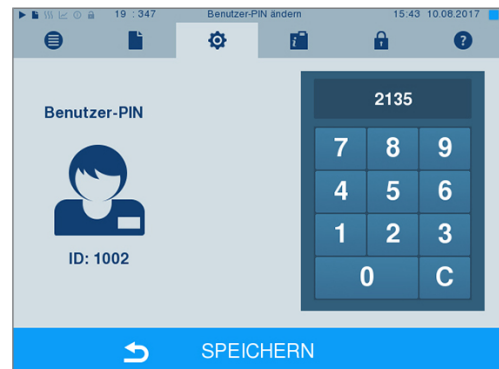 19 : 347 Benutzer-PIN ändern 15:43 10.08.2017
i ?
Benutzer-PIN
ID: 1002
2135
7 8 9
4 5 6
1 2 3
0 C
SPEICHERN